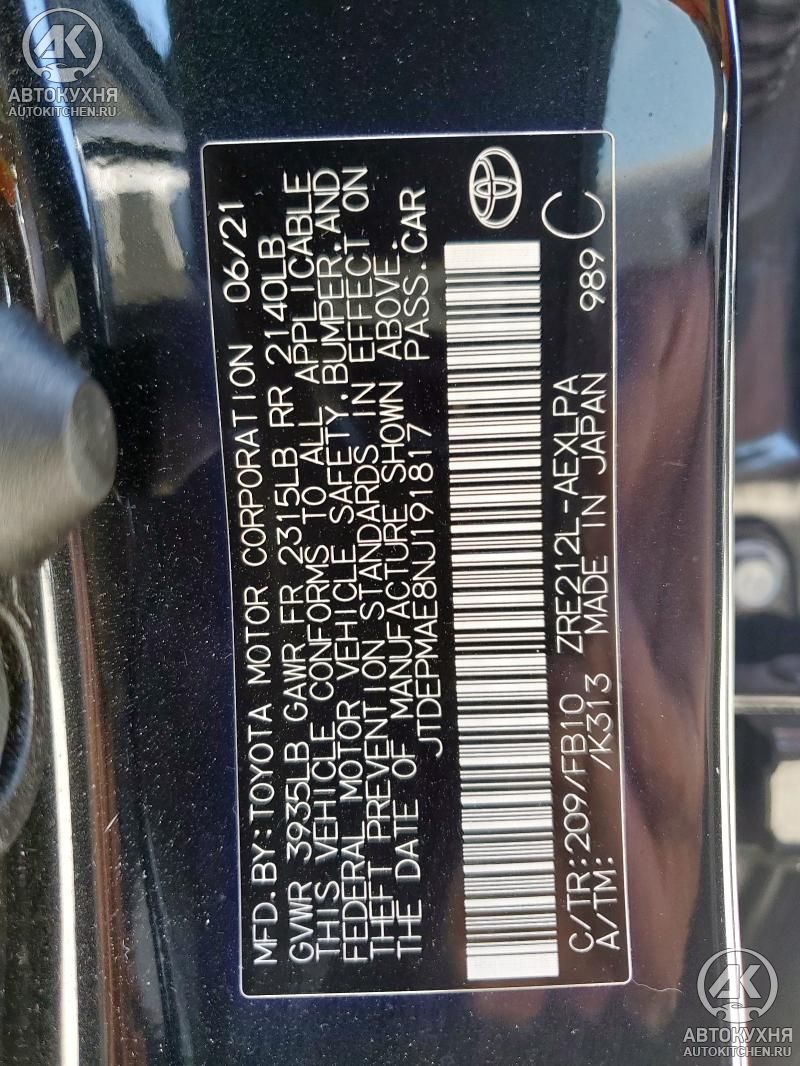 AK
АВТОКУХНЯ
AUTOKITCHEN.RU
MFD.BY:TOYOTA MOTOR CORPORATION 06/21
GVWR 3935LB GAWR FR 2315LB RR 2140LB
THIS VEHICLE CONFORMS TO ALL APPLICABLE
FEDERAL MOTOR VEHICLE SAFETY,BUMPER,AND
THEFT PREVENTION STANDARDS IN EFFECT ON
THE DATE OF MANUFACTURE SHOWN ABOVE.
JTDEPMAE8NJ191817 PASS.CAR
C/TR:209/FB10 ZRE212L-AEXLPA 989 C
A/TM: /K313 MADE IN JAPAN
AK
АВТОКУХНЯ
AUTOKITCHEN.RU